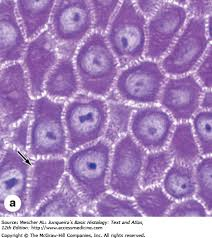 a
Source: Mescher AL: Junqueira's Basic Histology: Text and Atlas,
12th Edition: http://www.accessmedicine.com
Copyright © The McGraw-Hill Companies, Inc. All rights reserved.